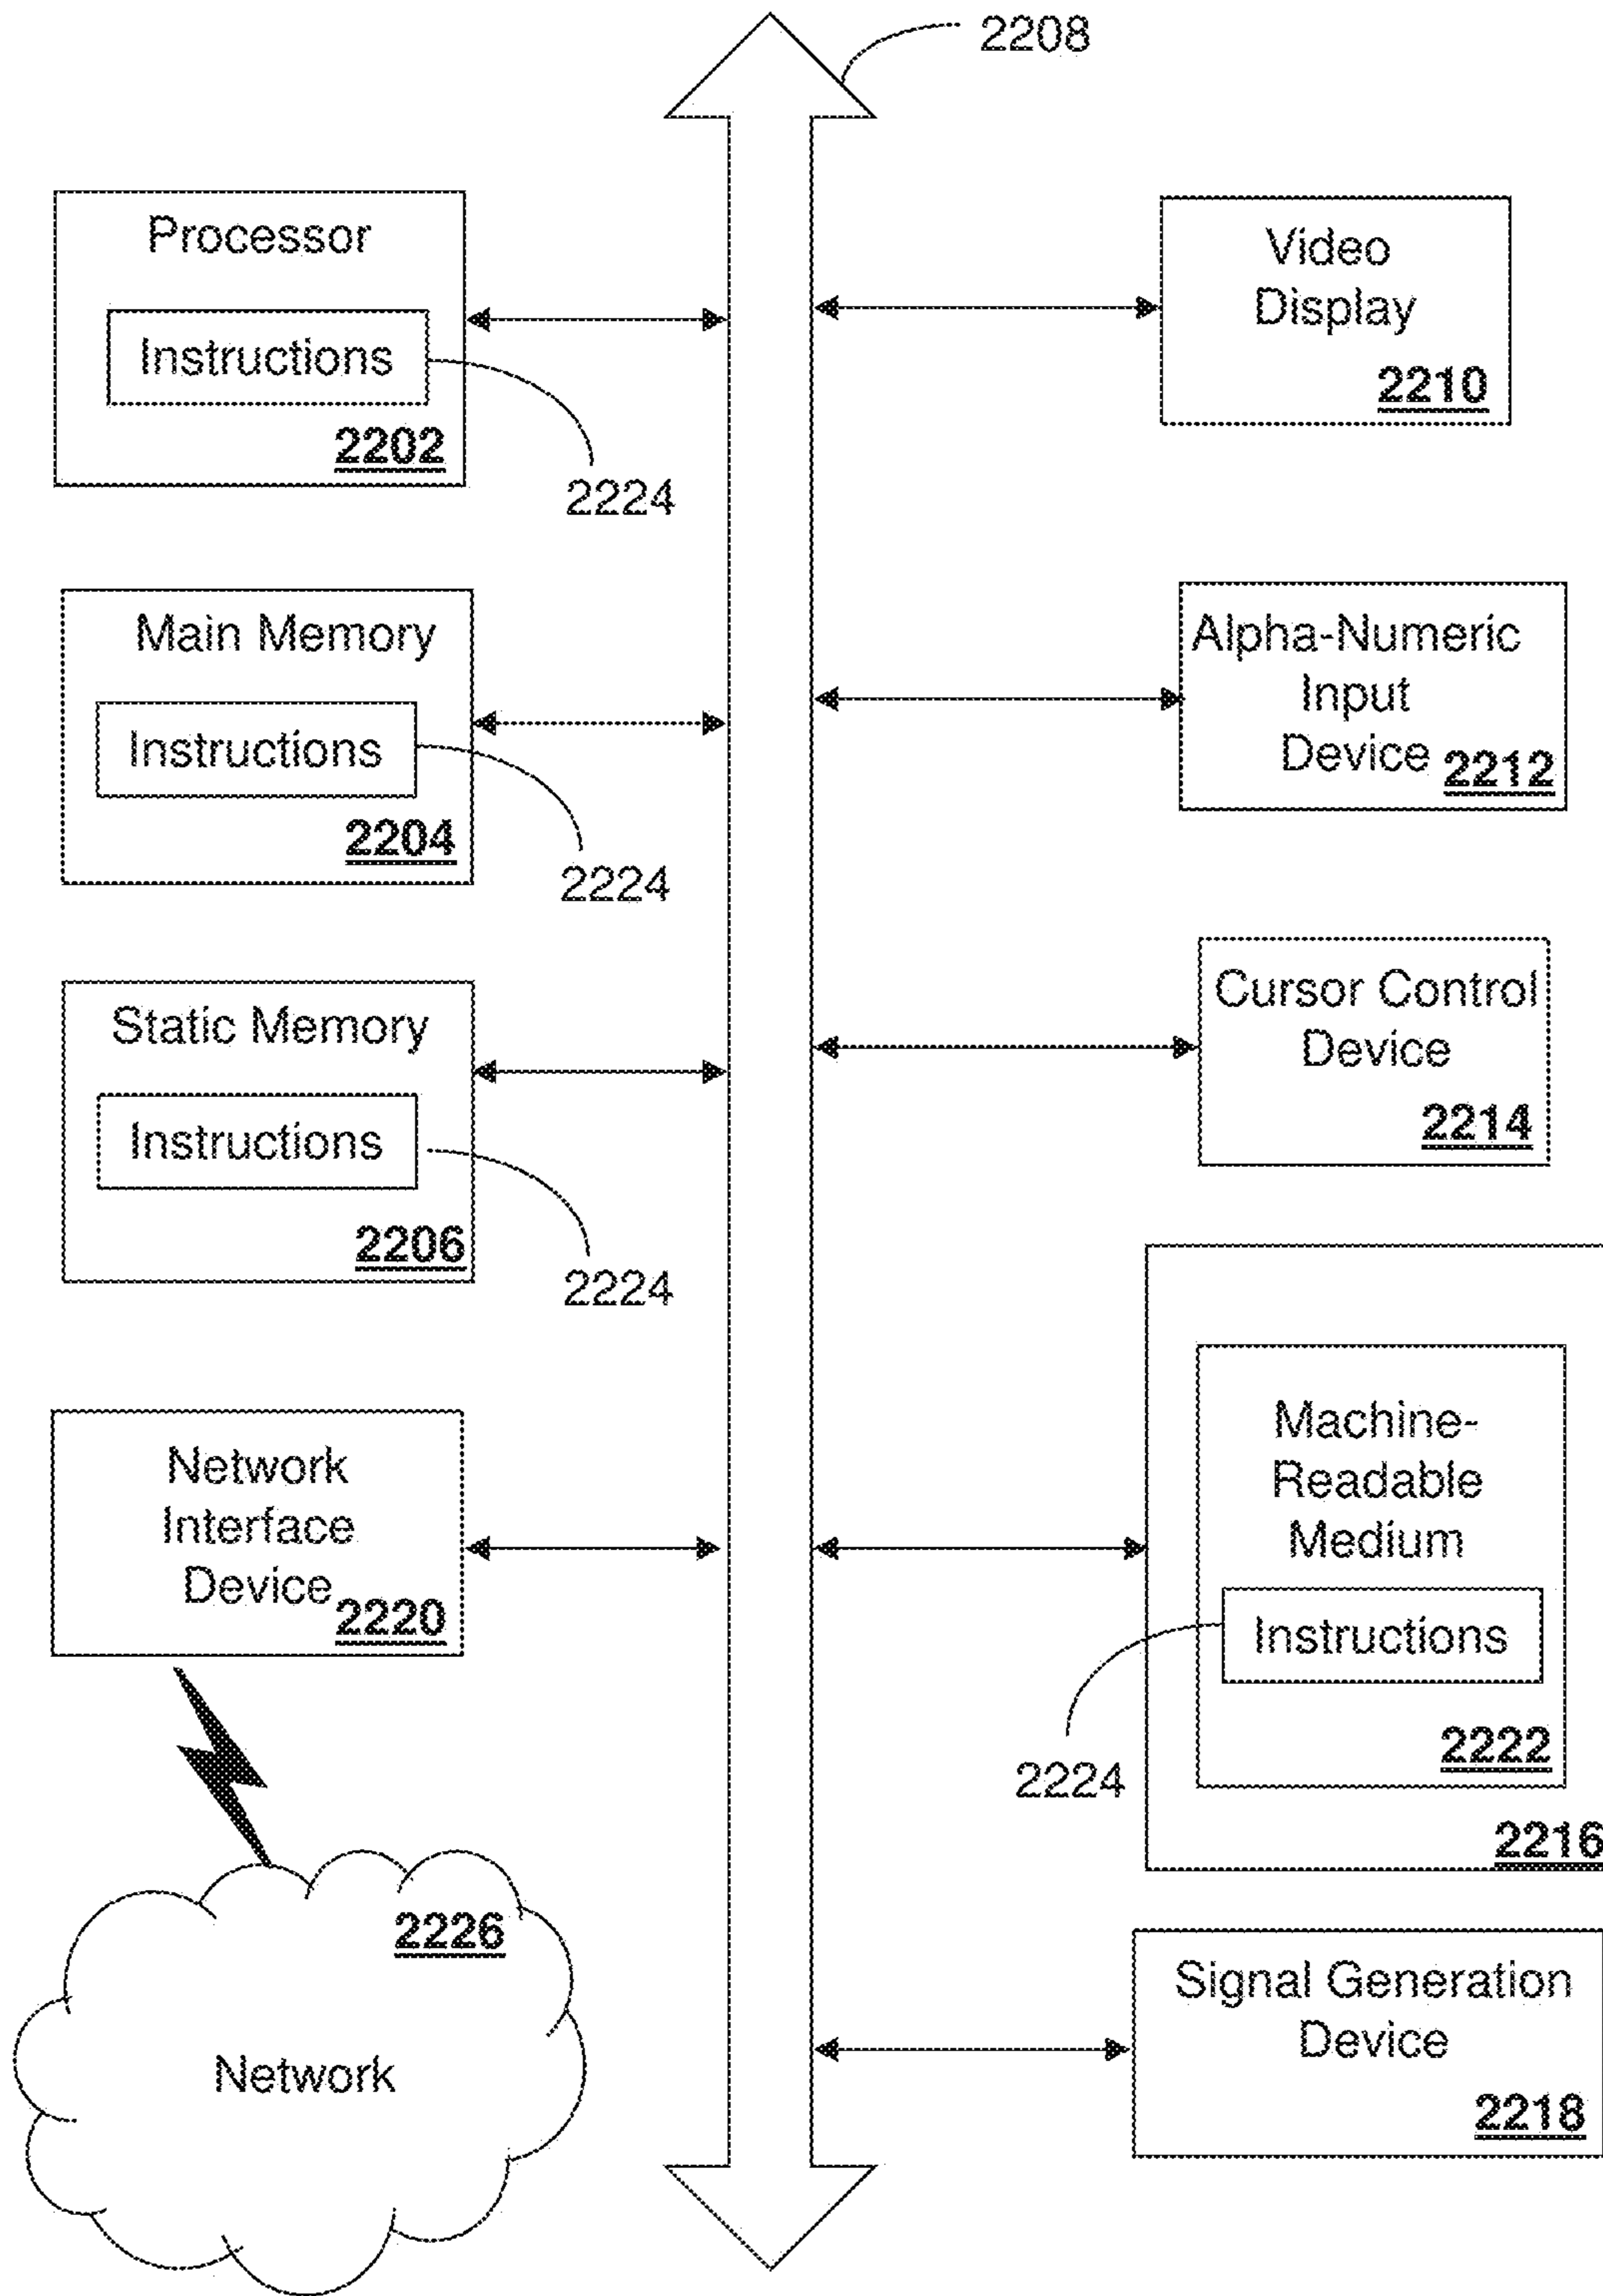 2208
Processor
Instructions
2202
2224
Main Memory
Instructions
2204
2224
Static Memory
Instructions
2206
2224
Network
Interface
Device
2220
2226
Network
Video
Display
2210
Alpha-Numeric
Input
Device
2212
Cursor Control
Device
2214
Machine-
Readable
Medium
Instructions
2222
2224
2216
Signal Generation
Device
2218